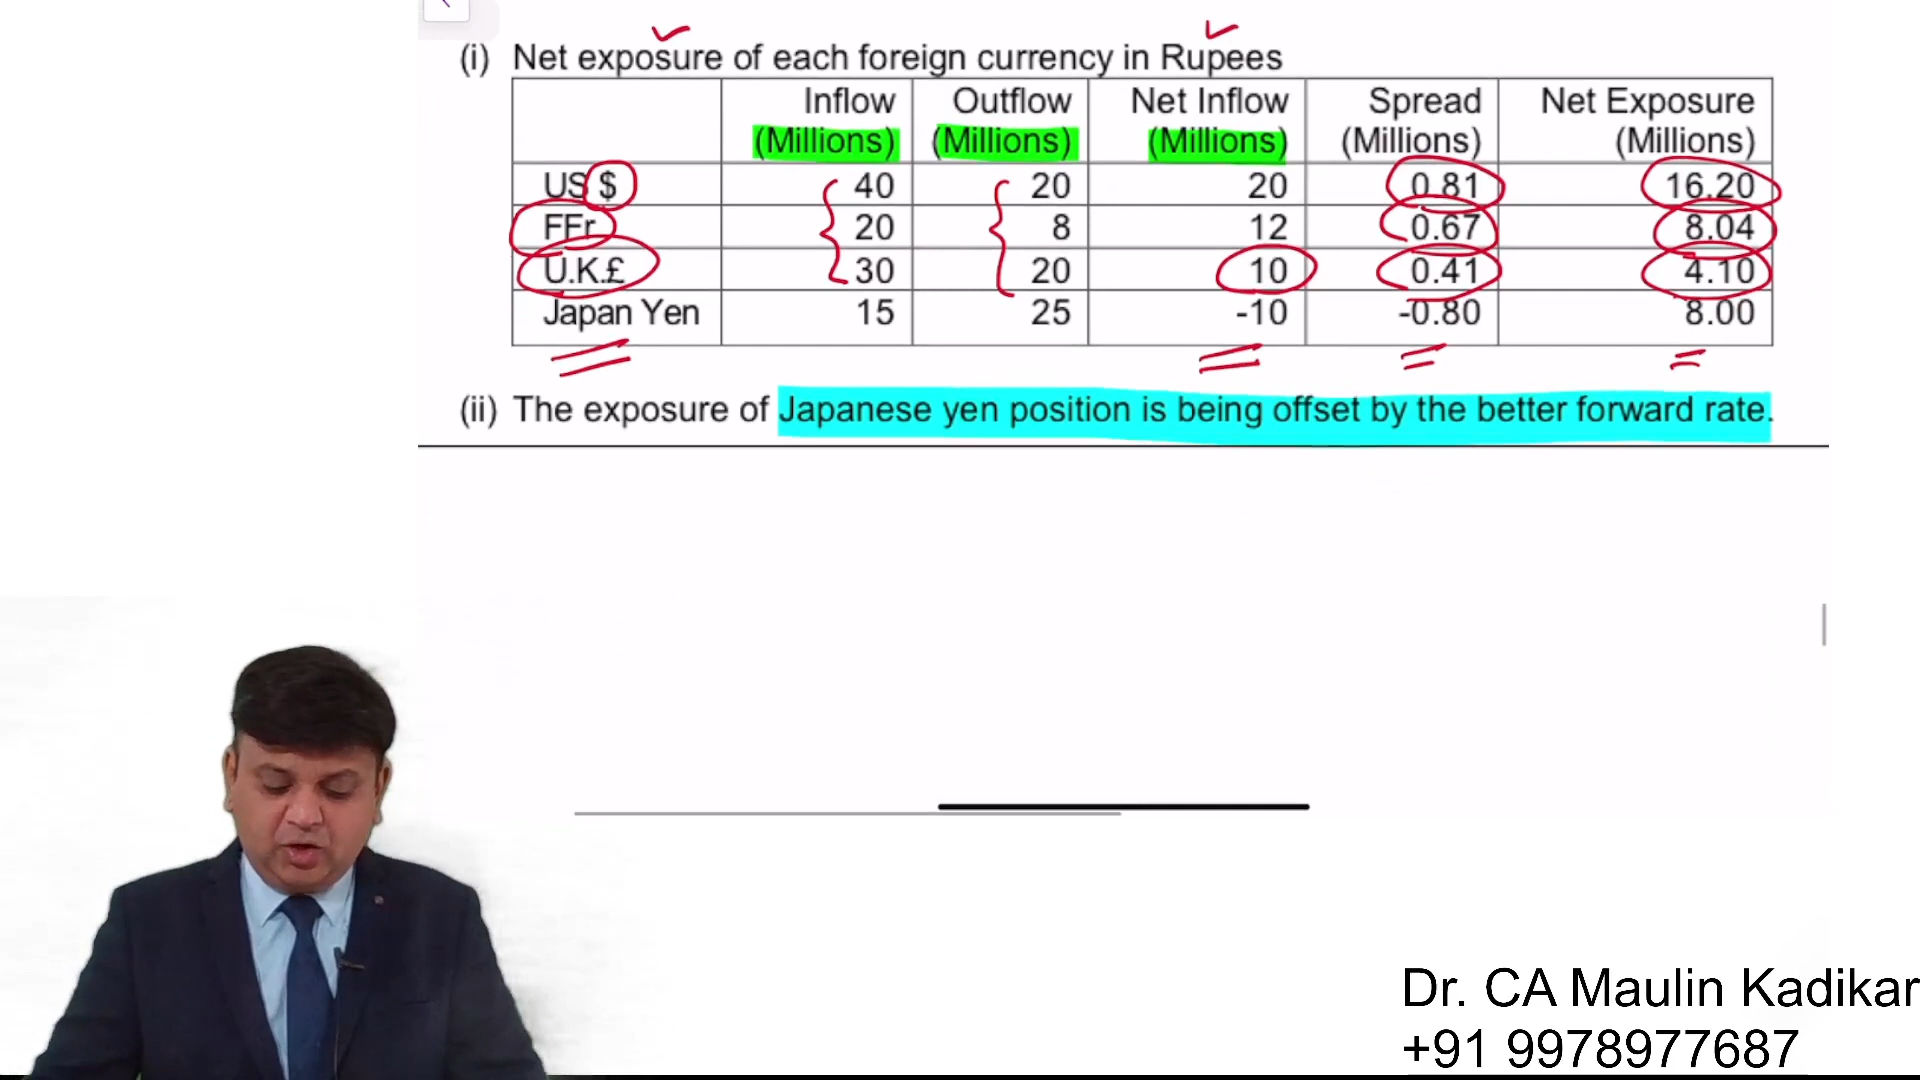 (i) Net exposure of each foreign currency in Rupees
Inflow (Millions) Outflow (Millions) Net Inflow (Millions) Spread (Millions) Net Exposure (Millions)
US $ 40 20 20 0.81 16.20
FFr 20 8 12 0.67 8.04
U.K.£ 30 20 10 0.41 4.10
Japan Yen 15 25 -10 -0.80 8.00
(ii) The exposure of Japanese yen position is being offset by the better forward rate.
Dr. CA Maulin Kadikar
+91 9978977687